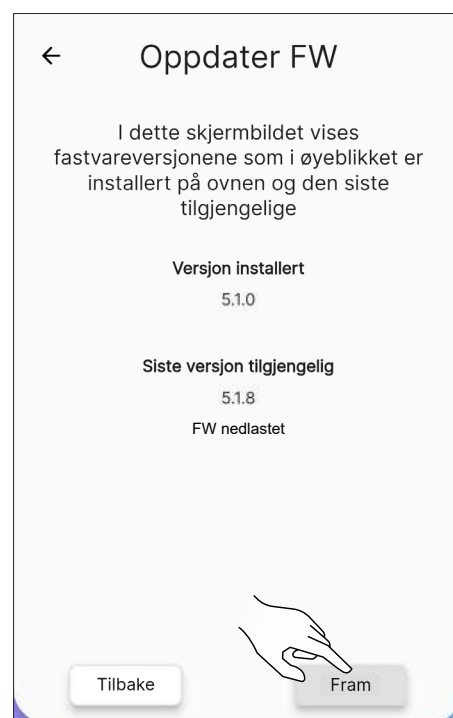 Oppdater FW
I dette skjermbildet vises
fastvareversjonene som i øyeblikket er
installert på ovnen og den siste
tilgjengelige
Versjon installert
5.1.0
Siste versjon tilgjengelig
5.1.8
FW nedlastet
Tilbake
Fram